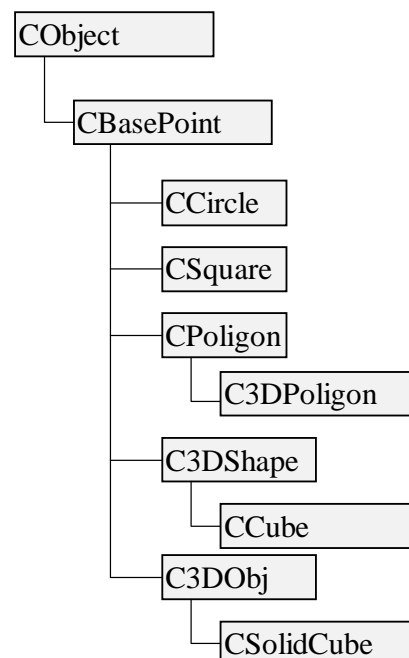 CObject
CBasePoint
CCircle
CSquare
CPoligon
C3DPoligon
C3DShape
CCube
C3DObj
CSolidCube